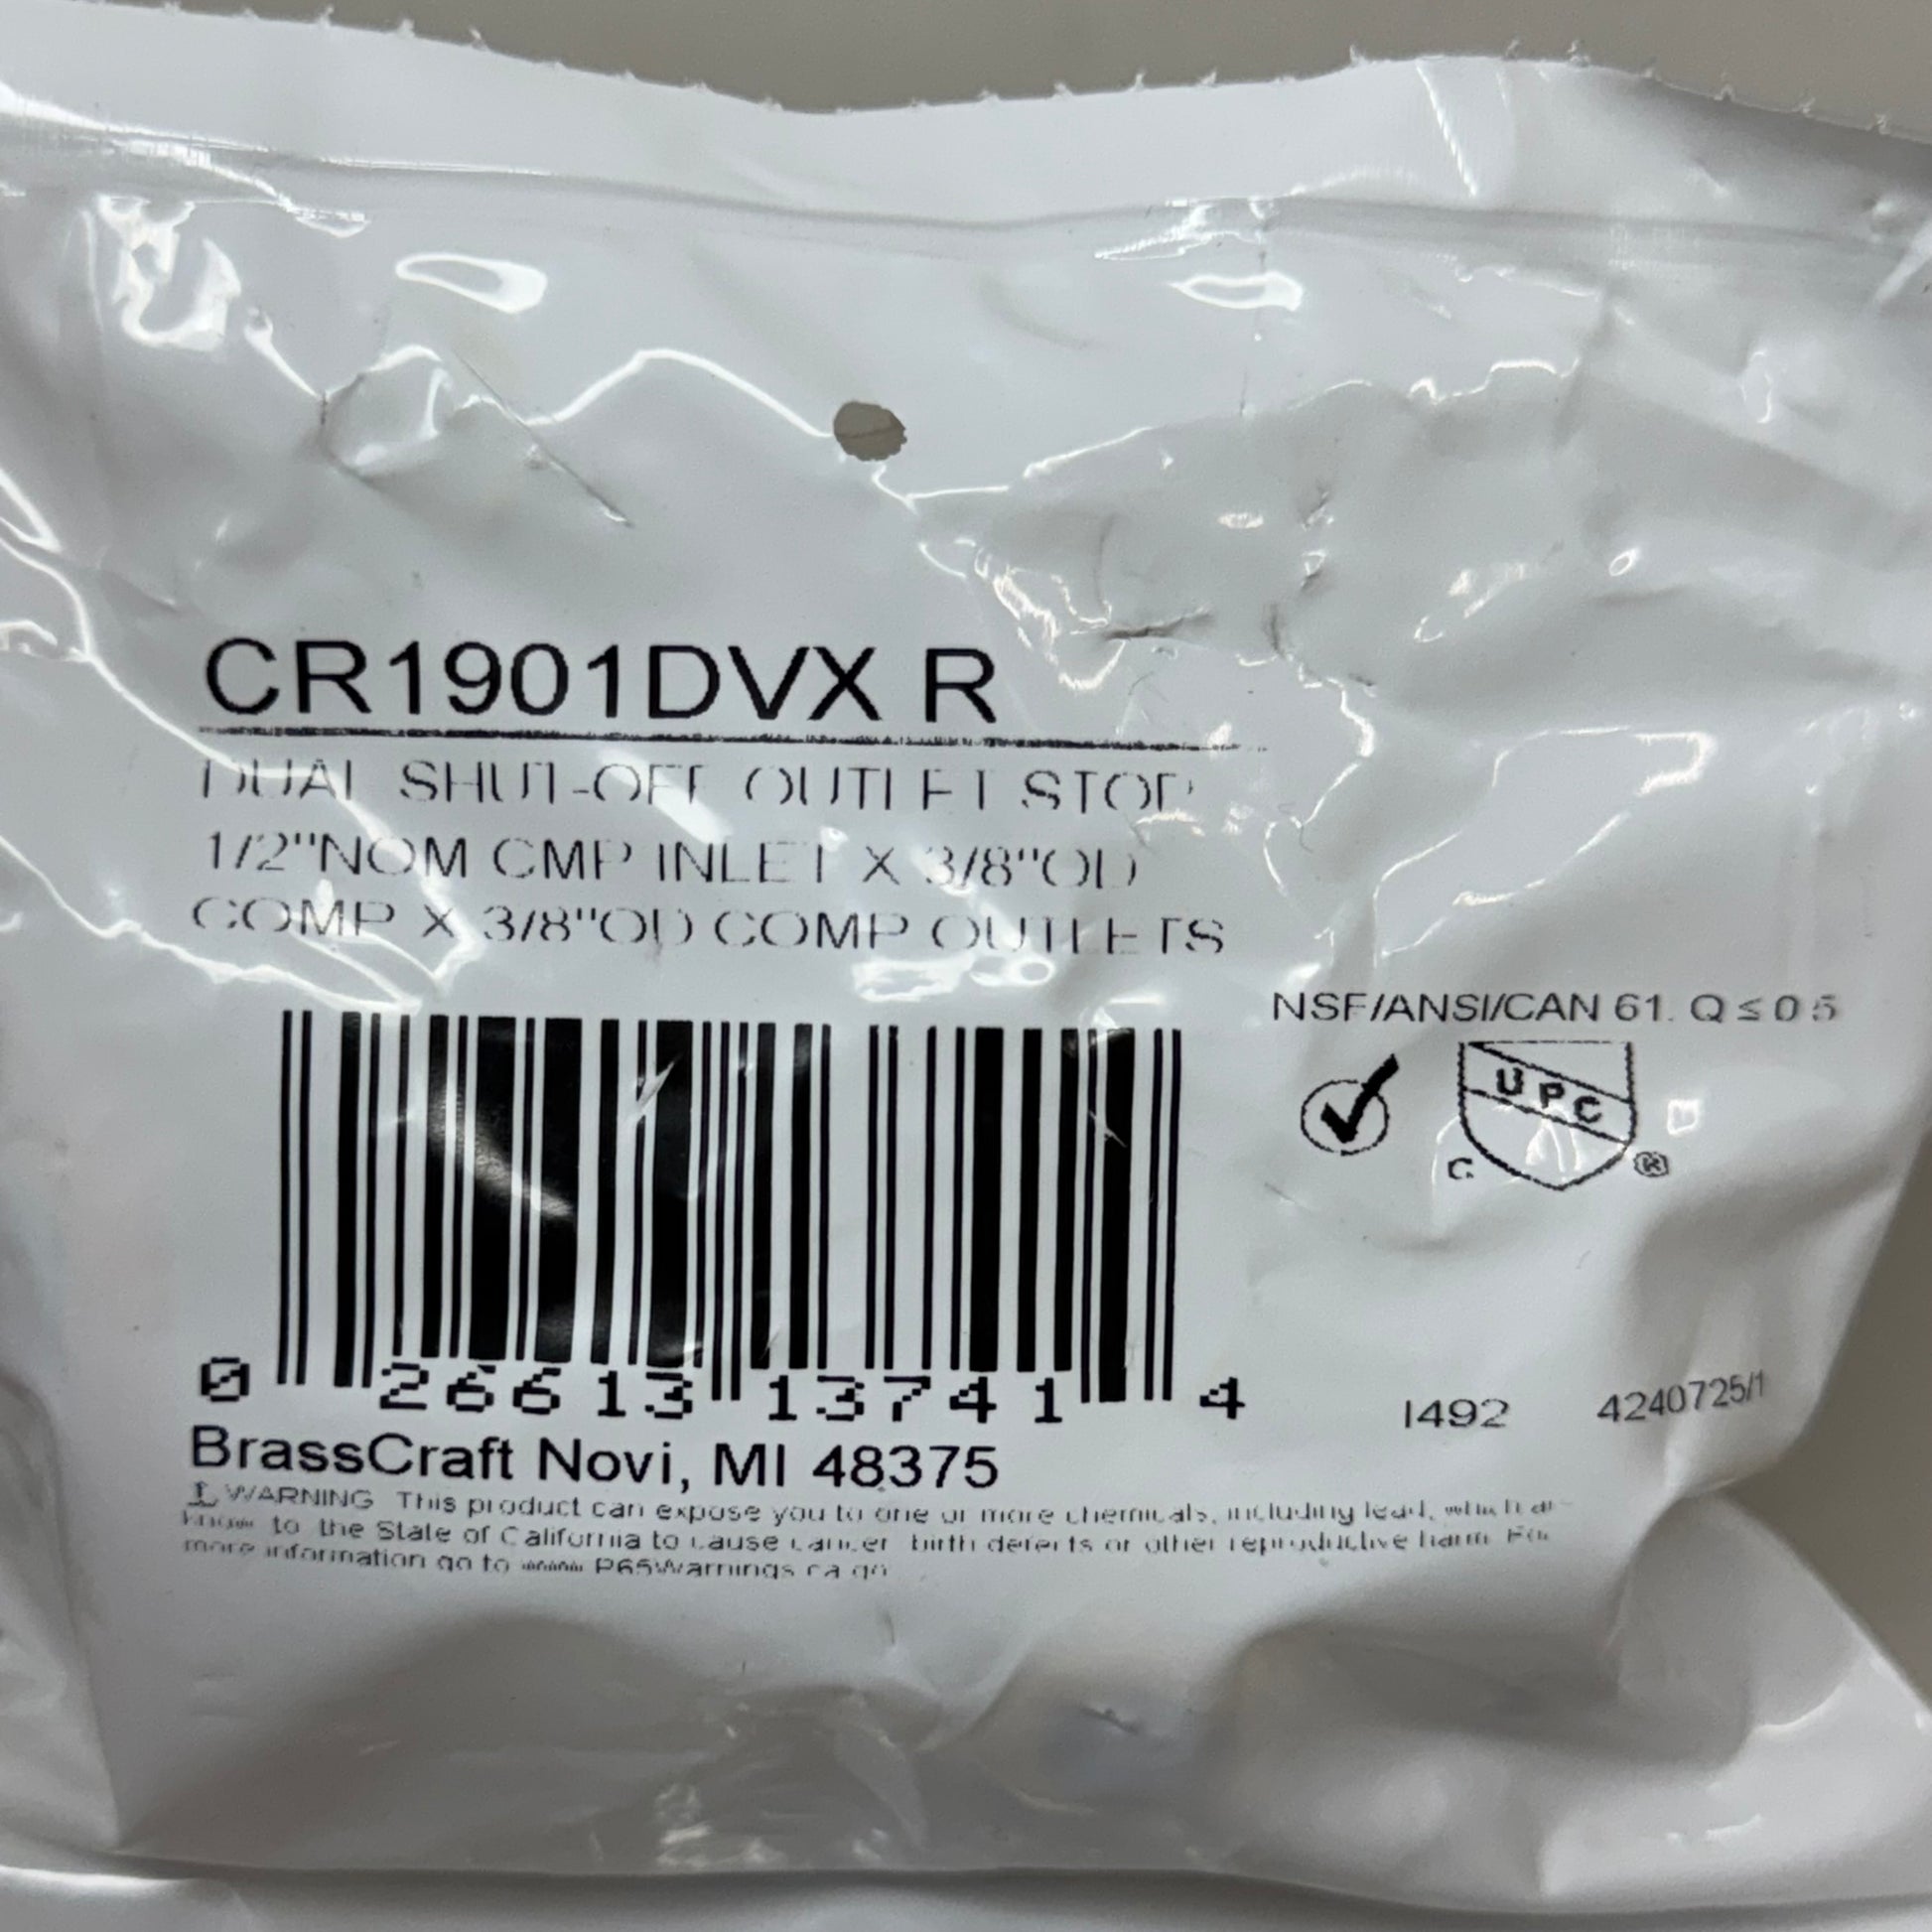 CR1901DVX R
DUAL SHUT-OFF OUTLET STOP
1/2"NOM CMP INLET X 3/8"OD
COMP X 3/8"OD COMP OUTLETS
NSF/ANSI/CAN 61. Q ≤ 0.5
UPC
c ®
0 26613 13741 4
I492 4240725/1
BrassCraft Novi, MI 48375
⚠ WARNING This product can expose you to one or more chemicals, including lead, which
know to the State of California to cause cancer birth defects or other reproductive harm For
more information go to www P65Warnings ca go